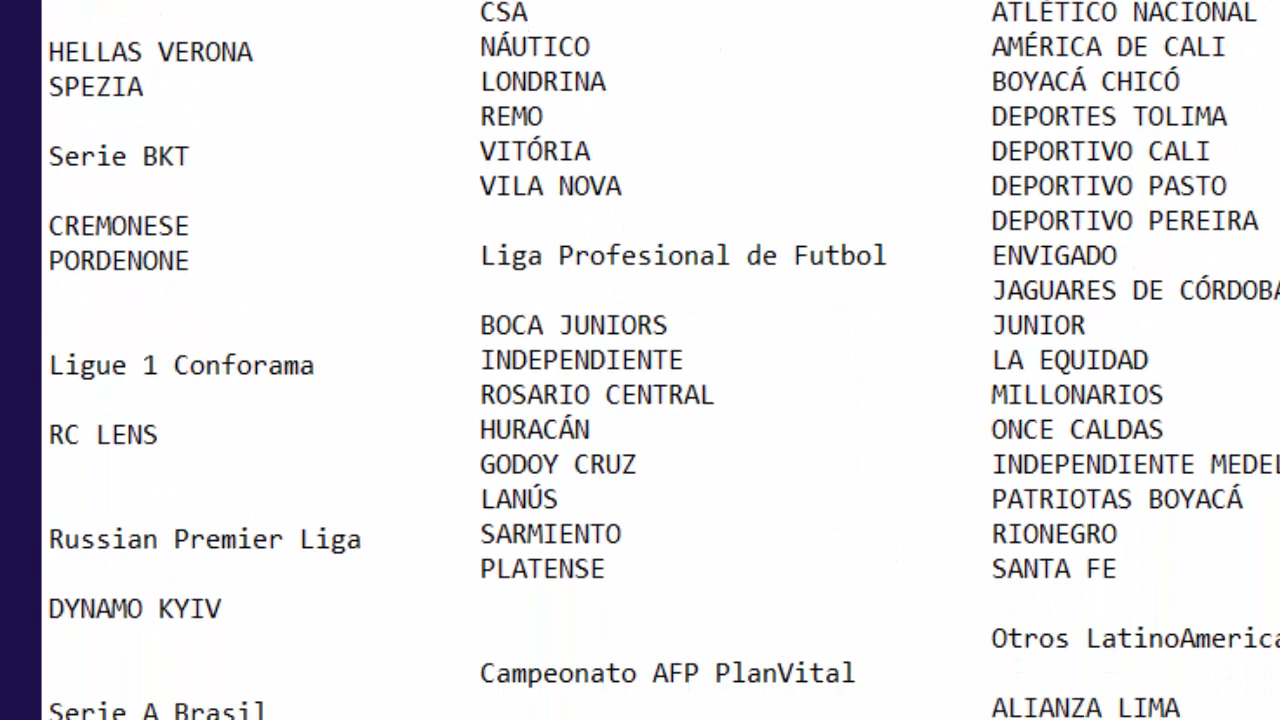 HELLAS VERONA
SPEZIA
Serie BKT
CREMONESE
PORDENONE
Ligue 1 Conforama
RC LENS
Russian Premier Liga
DYNAMO KYIV
Serie A Brasil
CSA
NÁUTICO
LONDRINA
REMO
VITÓRIA
VILA NOVA
Liga Profesional de Futbol
BOCA JUNIORS
INDEPENDIENTE
ROSARIO CENTRAL
HURACÁN
GODOY CRUZ
LANÚS
SARMIENTO
PLATENSE
Campeonato AFP PlanVital
ATLÉTICO NACIONAL
AMÉRICA DE CALI
BOYACÁ CHICÓ
DEPORTES TOLIMA
DEPORTIVO CALI
DEPORTIVO PASTO
DEPORTIVO PEREIRA
ENVIGADO
JAGUARES DE CÓRDOBA
JUNIOR
LA EQUIDAD
MILLONARIOS
ONCE CALDAS
INDEPENDIENTE MEDEL
PATRIOTAS BOYACÁ
RIONEGRO
SANTA FE
Otros LatinoAmerica
ALIANZA LIMA